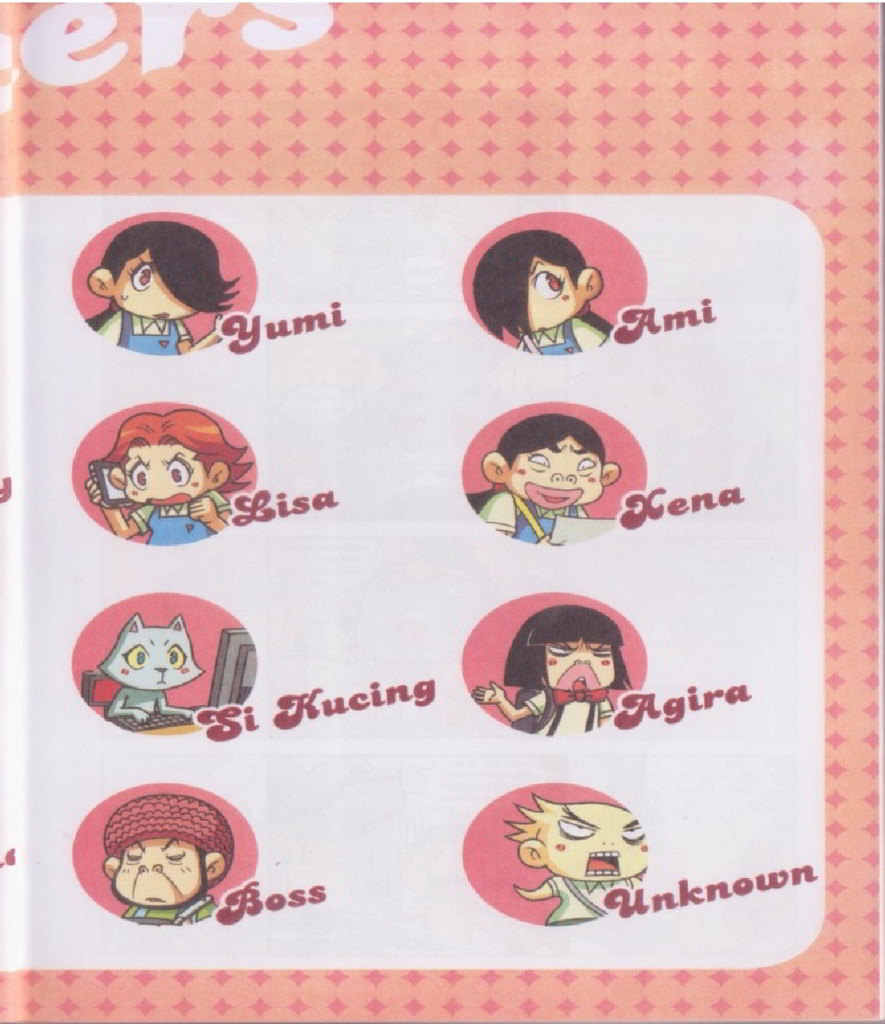 ers
Yumi
Ami
Lisa
Xena
Si Kucing
Agira
Boss
Unknown